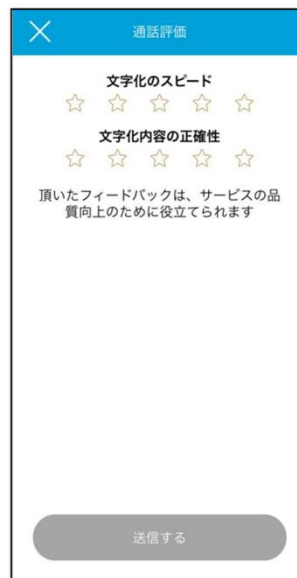 通話評価
文字化のスピード
文字化内容の正確性
頂いたフィードバックは、サービスの品
質向上のために役立てられます
送信する